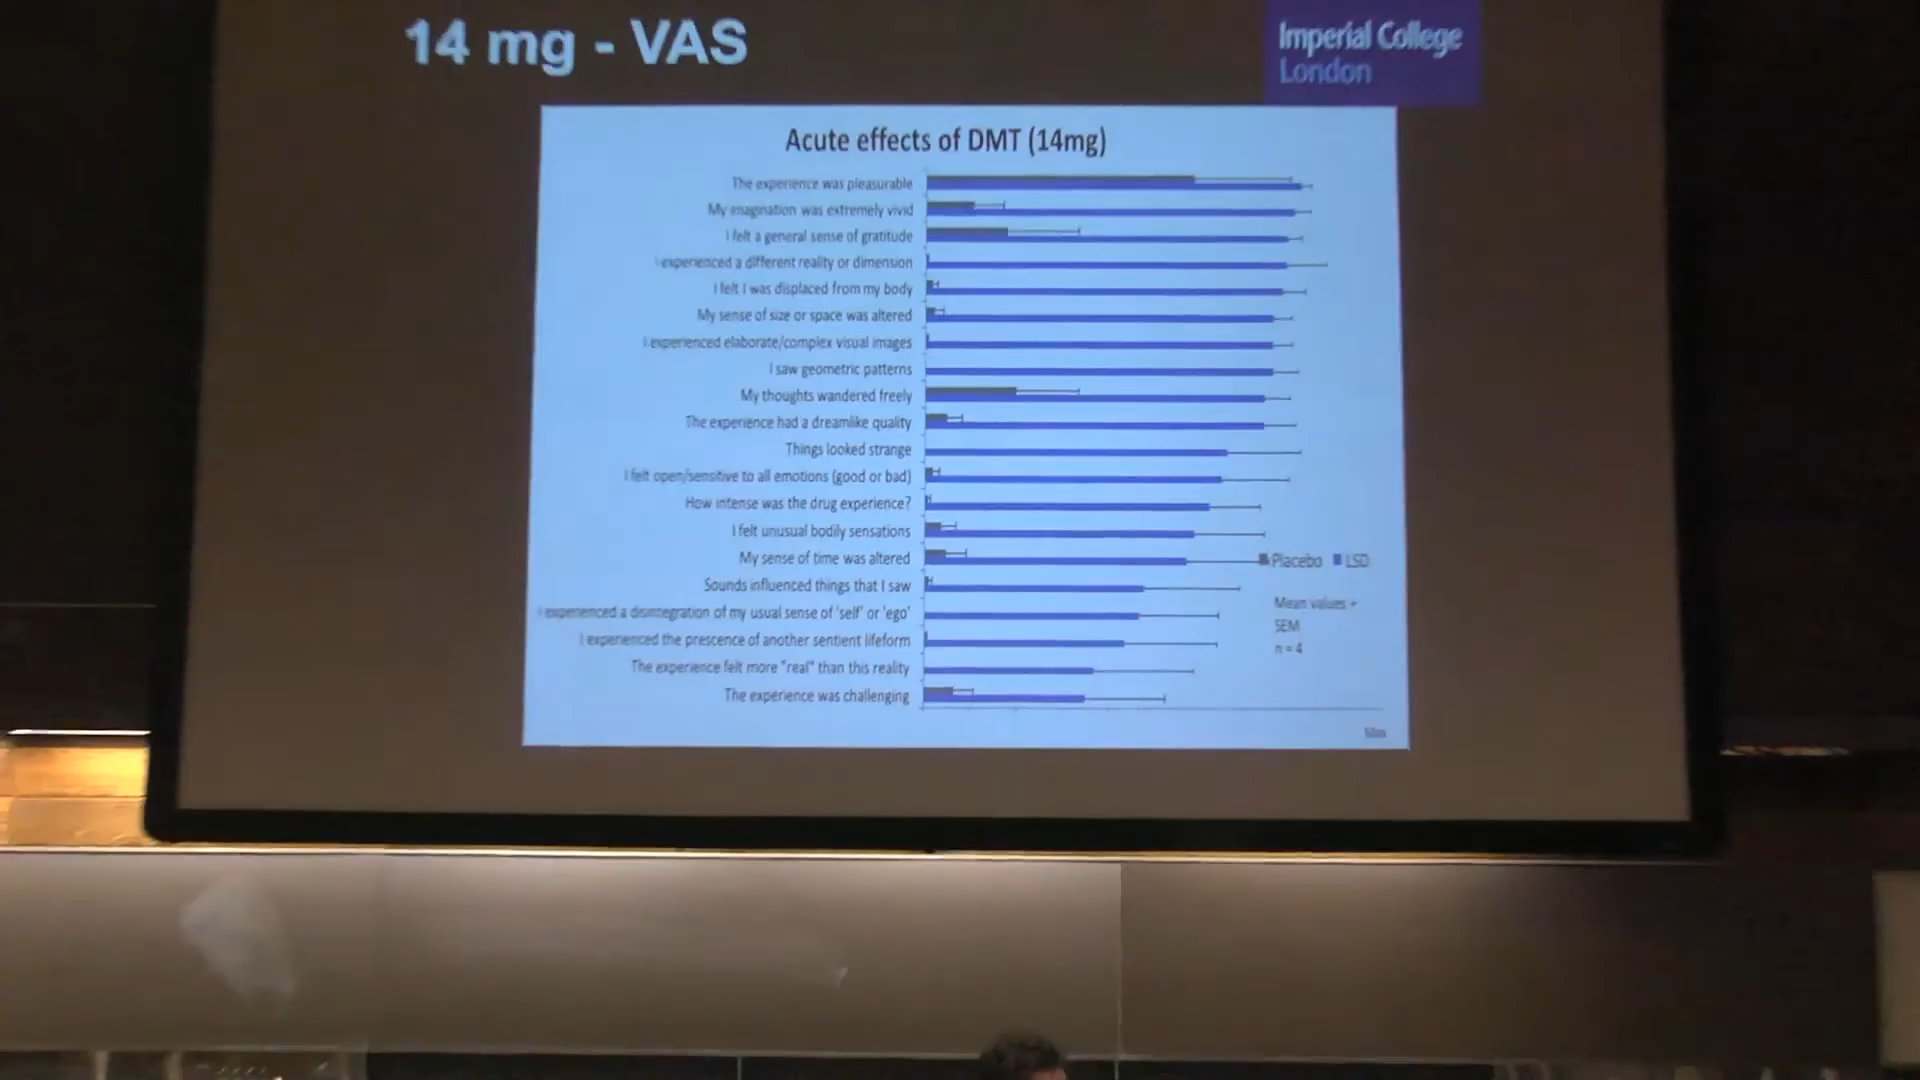 14 mg - VAS
Imperial College
London
Acute effects of DMT (14mg)
The experience was pleasurable
My imagination was extremely vivid
I felt a general sense of gratitude
I experienced a different reality or dimension
I felt I was displaced from my body
My sense of size or space was altered
I experienced elaborate/complex visual images
I saw geometric patterns
My thoughts wandered freely
The experience had a dreamlike quality
Things looked strange
I felt open/sensitive to all emotions (good or bad)
How intense was the drug experience?
I felt unusual bodily sensations
My sense of time was altered
Sounds influenced things that I saw
I experienced a disintegration of my usual sense of 'self' or 'ego'
I experienced the prescence of another sentient lifeform
The experience felt more "real" than this reality
The experience was challenging
Placebo LSD
Mean values +
SEM
n = 4